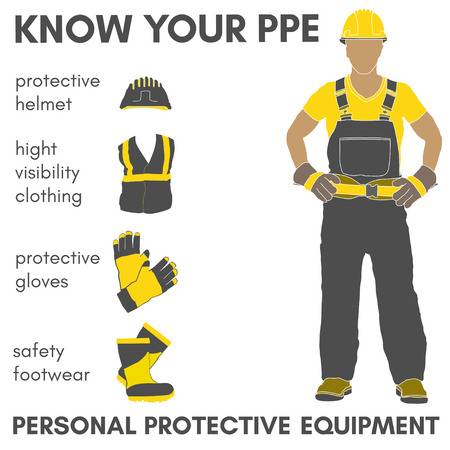 KNOW YOUR PPE
protective
helmet
hight
visibility
clothing
protective
gloves
safety
footwear
PERSONAL PROTECTIVE EQUIPMENT